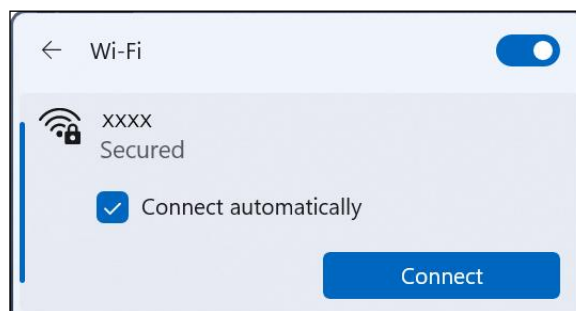 Wi-Fi
xxxx
Secured
Connect automatically
Connect